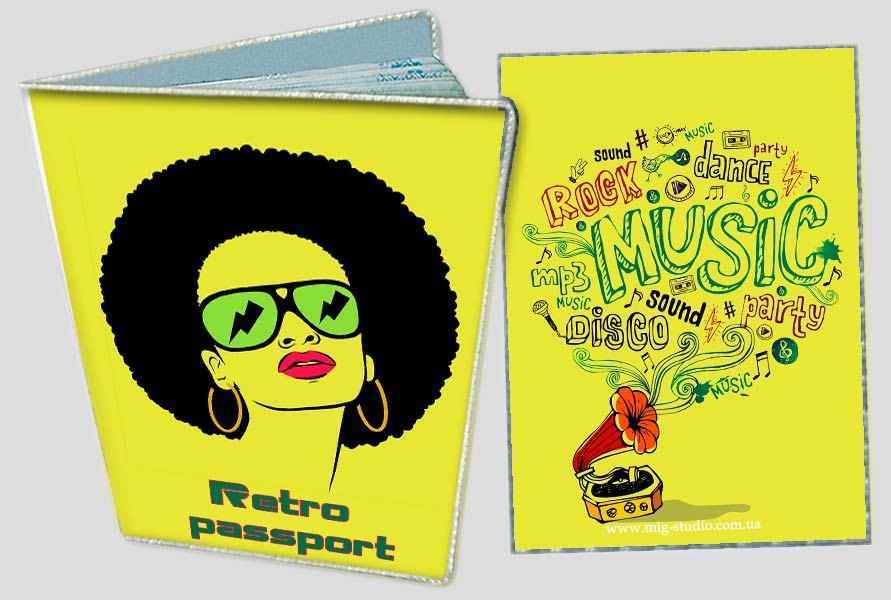 Retro
passport
sound # MUSIC
party
ROCK
dance
MUSiC
mp3
MUSIC
sound # party
DISCO
MUSIC
www.mig-studio.com.ua